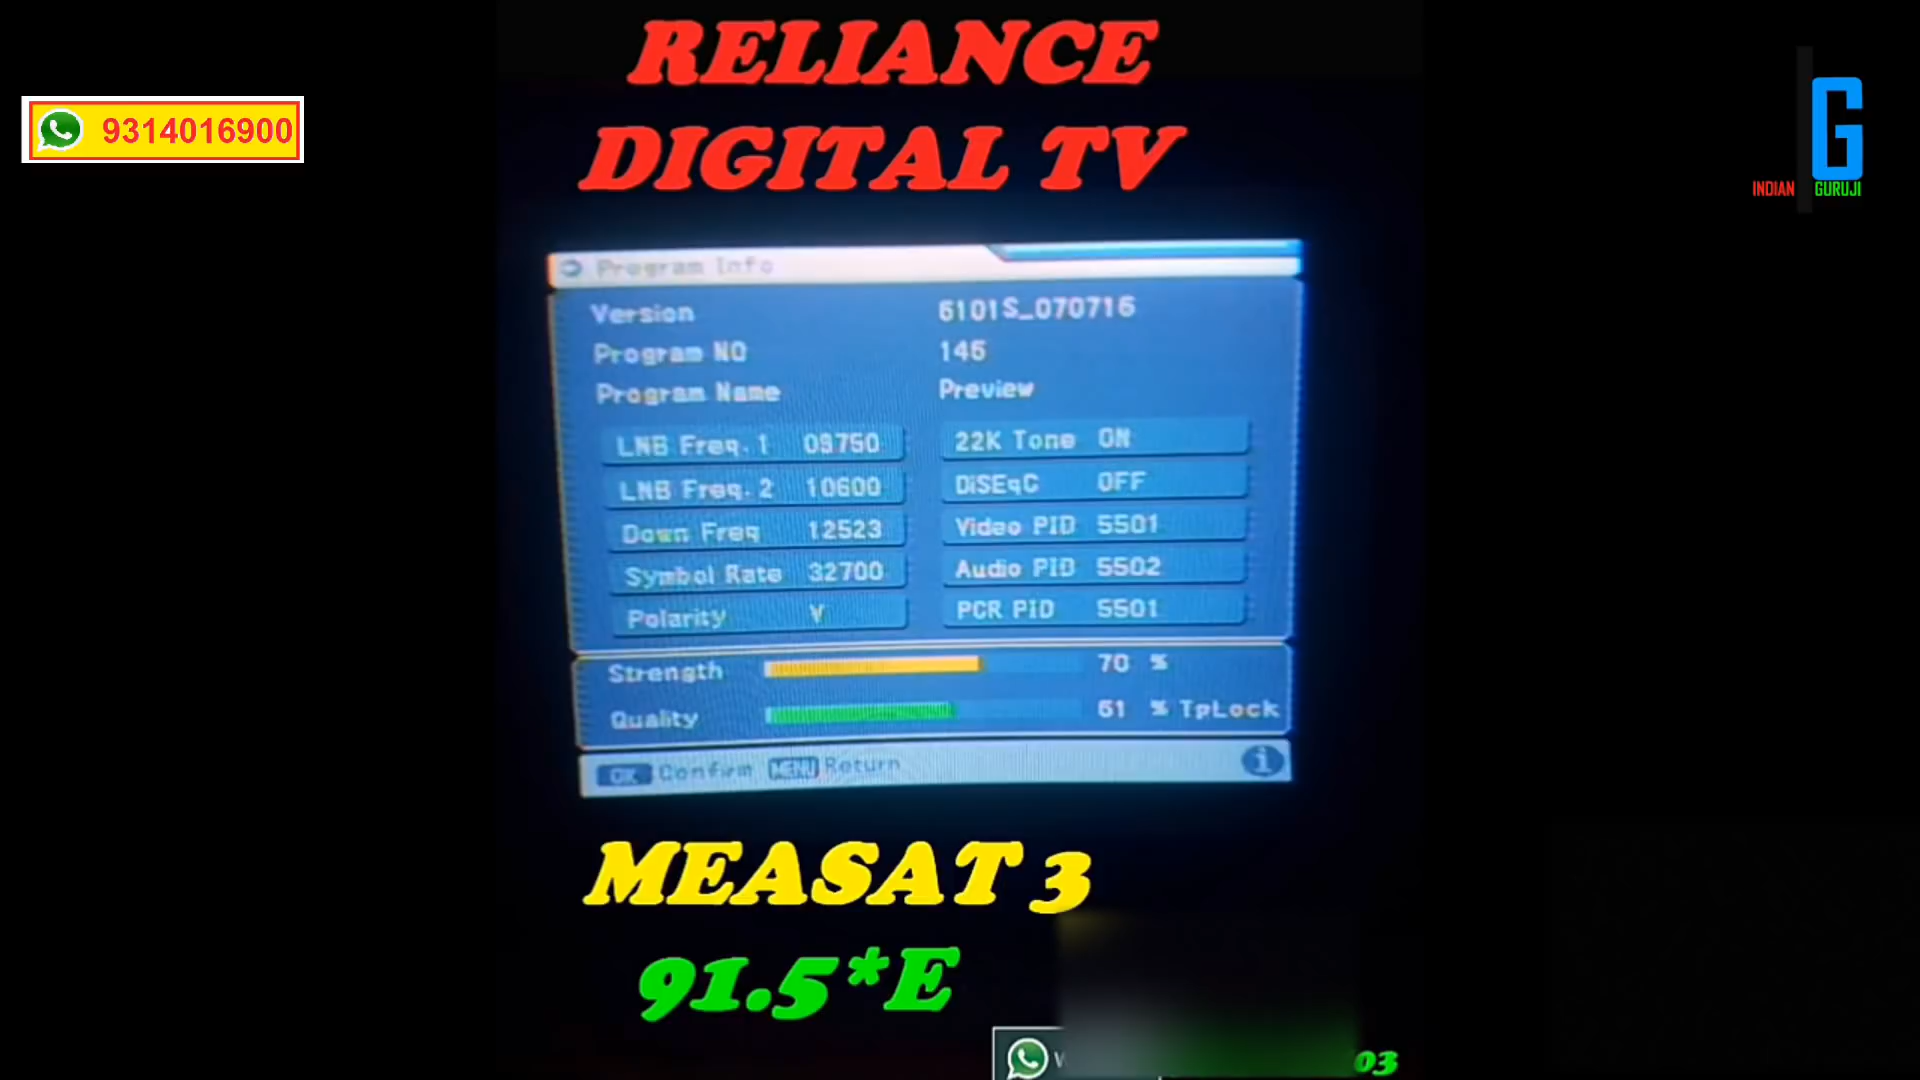 RELIANCE
DIGITAL TV
9314016900
G
INDIAN GURUJI
Program Info
Version 6101S_070716
Program NO 145
Program Name Preview
LNB Freq. 1 09750 22K Tone ON
LNB Freq. 2 10600 DiSEqC OFF
Down Freq 12523 Video PID 5501
Symbol Rate 32700 Audio PID 5502
Polarity V PCR PID 5501
Strength 70 %
Quality 61 % TpLock
OK Confirm MENU Return i
MEASAT 3
91.5*E
03